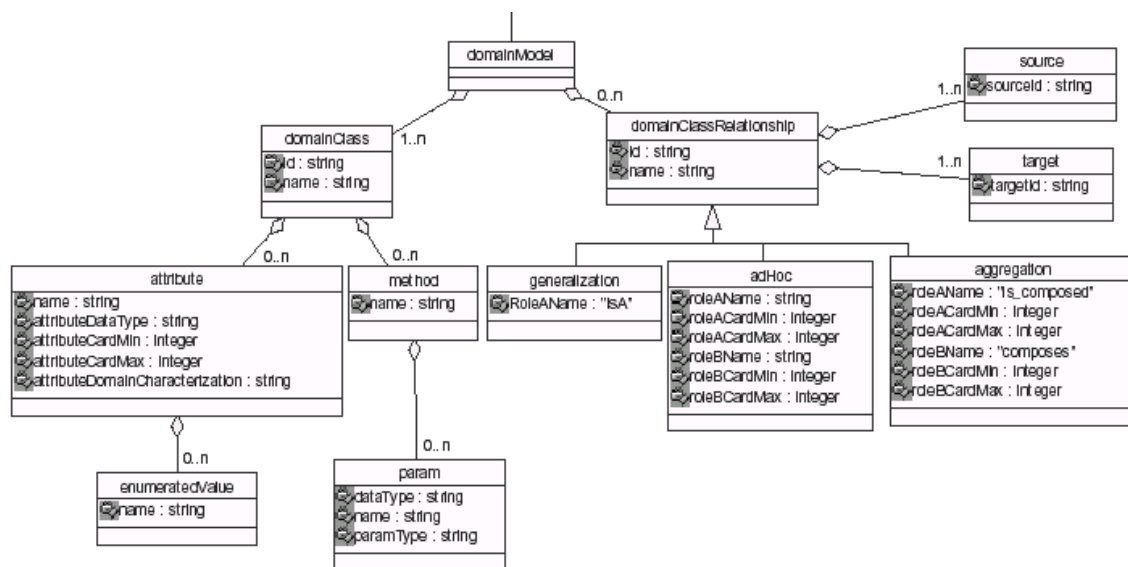 domainModel
0..n
1..n
source
sourceId : string
1..n
domainClass
id : string
name : string
1..n
domainClassRelationship
id : string
name : string
1..n
target
targetId : string
0..n
0..n
attribute
name : string
attributeDataType : string
attributeCardMin : Integer
attributeCardMax : Integer
attributeDomainCharacterization : string
method
name : string
generalization
RoleAName : "IsA"
adHoc
roleAName : string
roleACardMin : Integer
roleACardMax : Integer
roleBName : string
roleBCardMin : Integer
roleBCardMax : Integer
aggregation
roleAName : "Is_composed"
roleACardMin : Integer
roleACardMax : Integer
roleBName : "composes"
roleBCardMin : Integer
roleBCardMax : Integer
0..n
enumeratedValue
name : string
0..n
param
dataType : string
name : string
paramType : string